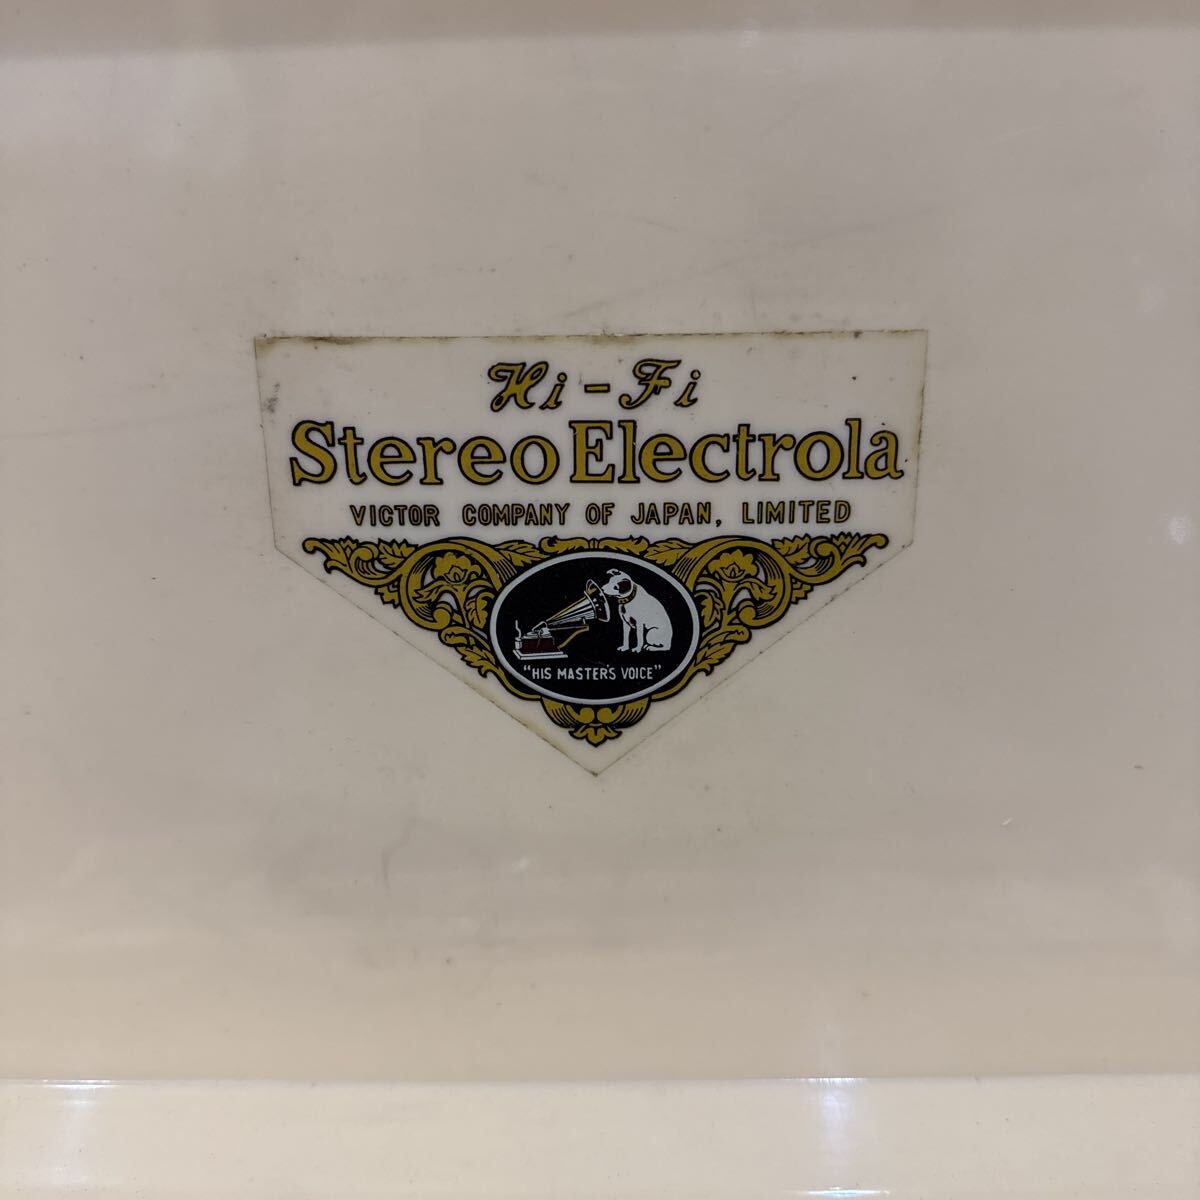 Hi-Fi
Stereo Electrola
VICTOR COMPANY OF JAPAN, LIMITED
"HIS MASTER'S VOICE"